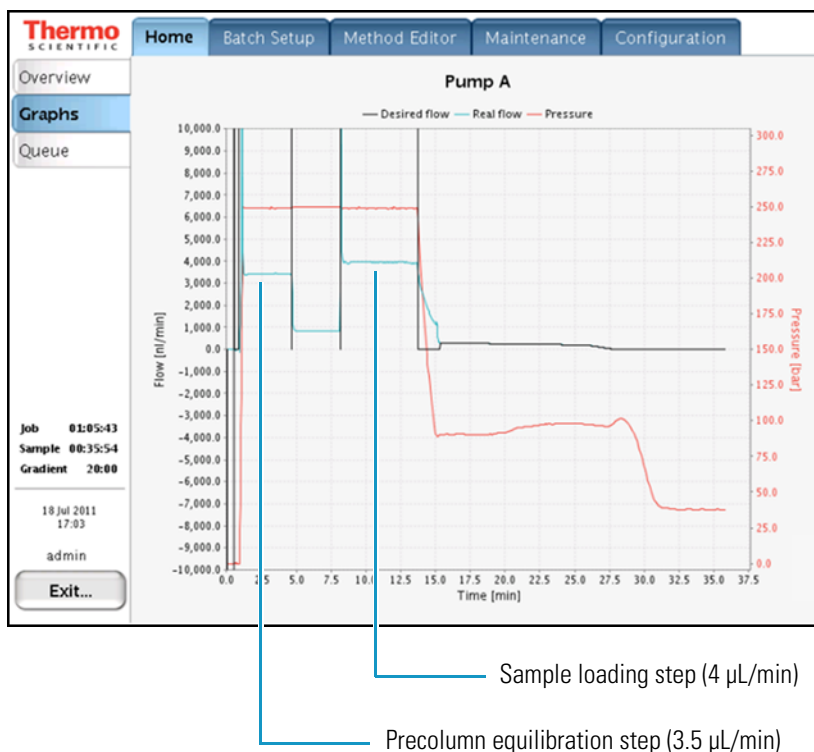 Thermo
SCIENTIFIC
Home
Batch Setup
Method Editor
Maintenance
Configuration
Overview
Graphs
Queue
Pump A
Desired flow
Real flow
Pressure
10,000.0
9,000.0
8,000.0
7,000.0
6,000.0
5,000.0
4,000.0
3,000.0
2,000.0
1,000.0
0.0
-1,000.0
-2,000.0
-3,000.0
-4,000.0
-5,000.0
-6,000.0
-7,000.0
-8,000.0
-9,000.0
-10,000.0
Flow [nl/min]
300.0
275.0
250.0
225.0
200.0
175.0
150.0
125.0
100.0
75.0
50.0
25.0
0.0
Pressure [bar]
0.0 2.5 5.0 7.5 10.0 12.5 15.0 17.5 20.0 22.5 25.0 27.5 30.0 32.5 35.0 37.5
Time [min]
Job 01:05:43
Sample 00:35:54
Gradient 20:00
18 Jul 2011
17:03
admin
Exit...
Sample loading step (4 µL/min)
Precolumn equilibration step (3.5 µL/min)